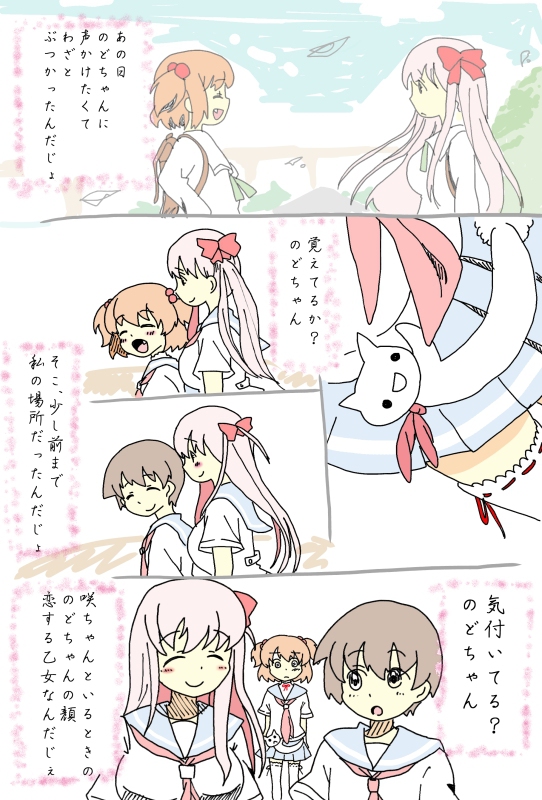 あの日
のどちゃんに
声かけたくて
わざと
ぶつかったんだじょ
覚えてるか?
のどちゃん
そこ、少し前まで
私の場所だったんだじょ
気付いてる?
のどちゃん
咲ちゃんといるときの
のどちゃんの顔
恋する乙女なんだじぇ